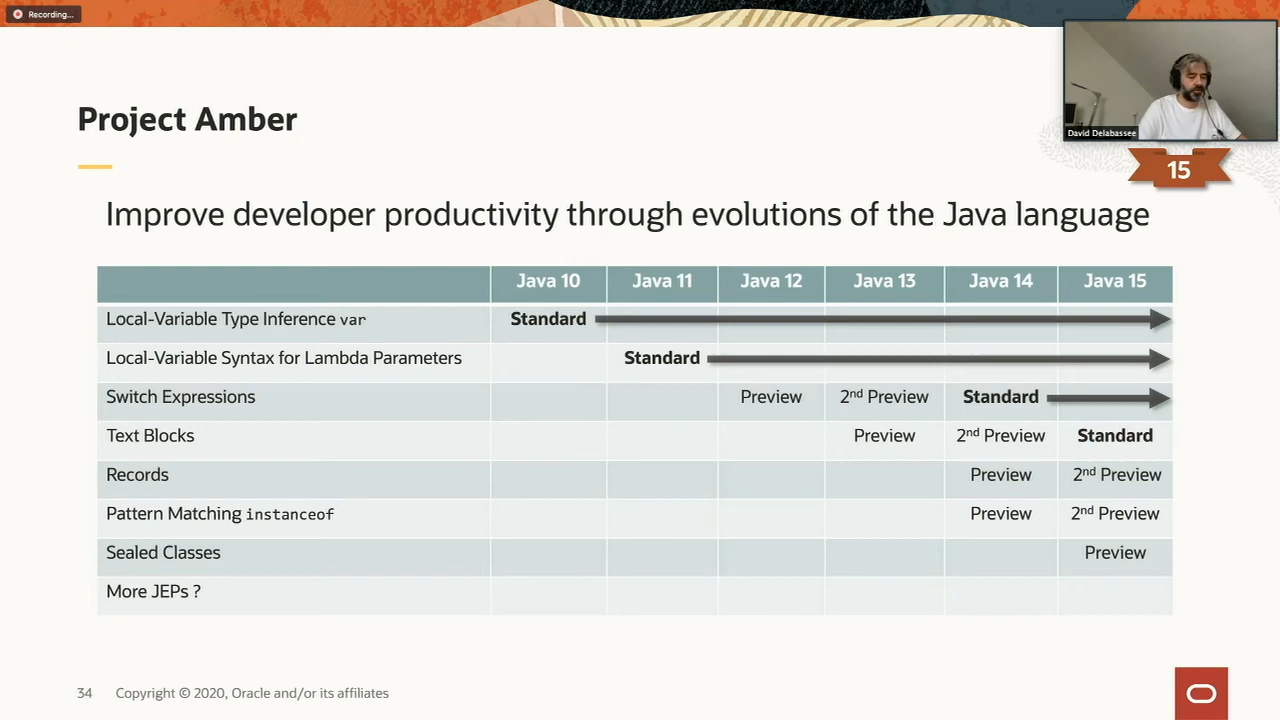 Recording...
David Delabassee
15
Project Amber
Improve developer productivity through evolutions of the Java language
Java 10 Java 11 Java 12 Java 13 Java 14 Java 15
Local-Variable Type Inference var Standard
Local-Variable Syntax for Lambda Parameters Standard
Switch Expressions Preview 2nd Preview Standard
Text Blocks Preview 2nd Preview Standard
Records Preview 2nd Preview
Pattern Matching instanceof Preview 2nd Preview
Sealed Classes Preview
More JEPs ?
34 Copyright © 2020, Oracle and/or its affiliates